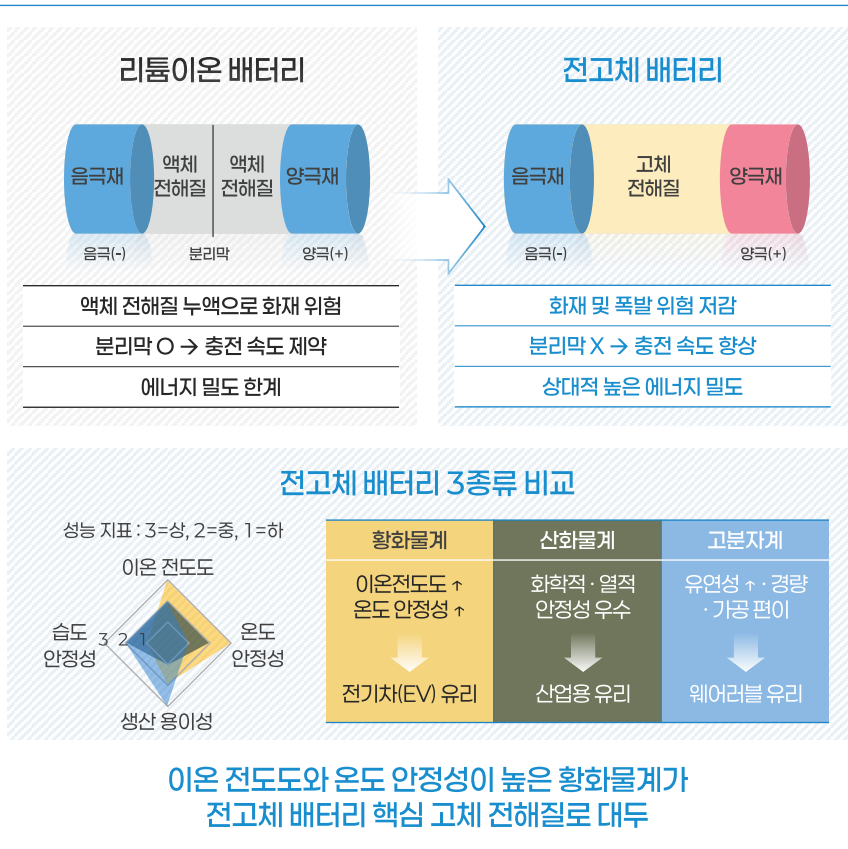 리튬이온 배터리
음극재
액체
전해질
액체
전해질
양극재
음극(-)
분리막
양극(+)
액체 전해질 누액으로 화재 위험
분리막 O → 충전 속도 제약
에너지 밀도 한계
전고체 배터리
음극재
고체
전해질
양극재
음극(-)
양극(+)
화재 및 폭발 위험 저감
분리막 X → 충전 속도 향상
상대적 높은 에너지 밀도
전고체 배터리 3종류 비교
성능 지표 : 3=상, 2=중, 1=하
이온 전도도
습도
안정성
3 2 1
온도
안정성
생산 용이성
황화물계
이온전도도 ↑
온도 안정성 ↑
전기차(EV) 유리
산화물계
화학적 · 열적
안정성 우수
산업용 유리
고분자계
유연성 ↑ · 경량
· 가공 편이
웨어러블 유리
이온 전도도와 온도 안정성이 높은 황화물계가
전고체 배터리 핵심 고체 전해질로 대두